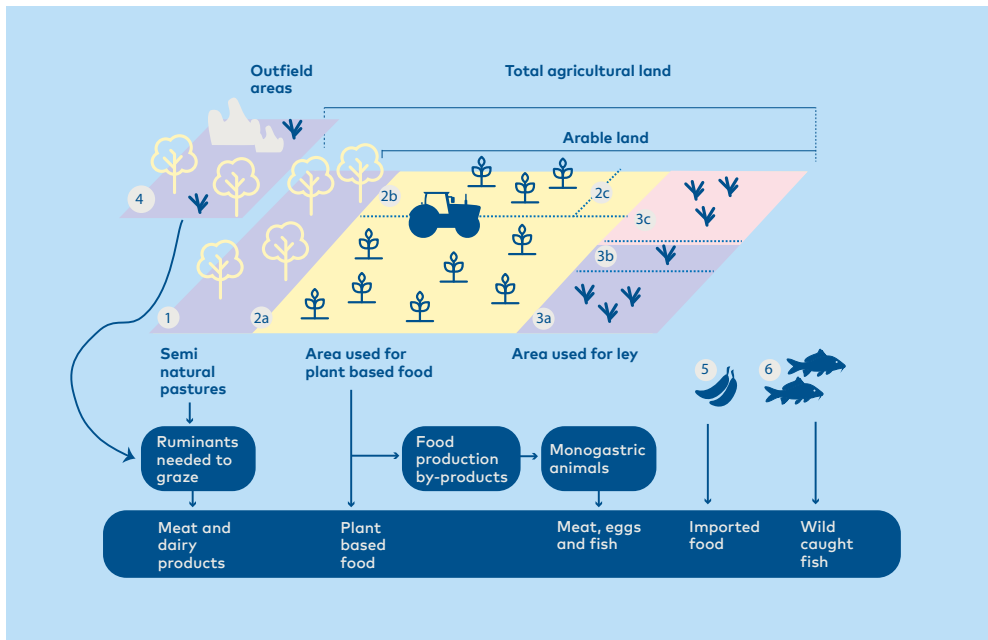 Outfield
areas
Total agricultural land
Arable land
4
2b
2c
3c
3b
1
2a
3a
Semi
natural
pastures
Area used for
plant based food
Area used for ley
5
6
Ruminants
needed to
graze
Food
production
by-products
Monogastric
animals
Meat and
dairy
products
Plant
based
food
Meat, eggs
and fish
Imported
food
Wild
caught
fish